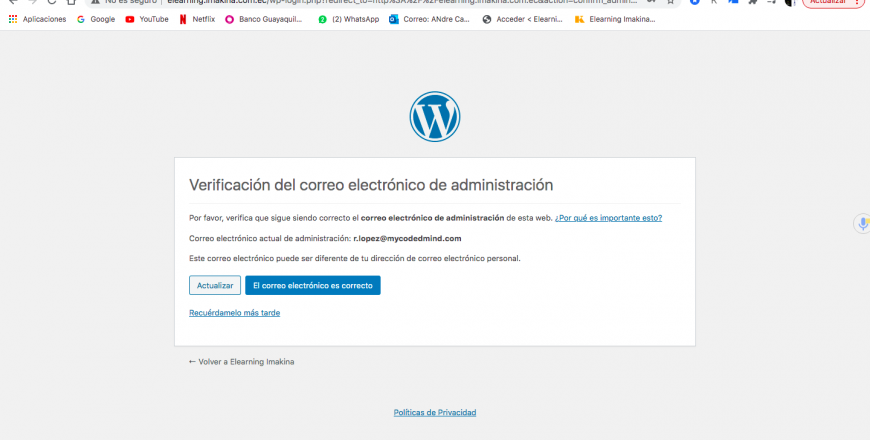 No es seguro | elearning.imakina.com.ec/wp-login.php?redirect_to=http%3A%2F%2Felearning.imakina.com.ec&action=confirm_admin... Actualizar
Aplicaciones Google YouTube Netflix Banco Guayaquil... (2) WhatsApp Correo: ANdre Ca... Acceder < Elearni... Elearning Imakina...
Verificación del correo electrónico de administración
Por favor, verifica que sigue siendo correcto el correo electrónico de administración de esta web. ¿Por qué es importante esto?
Correo electrónico actual de administración: r.lopez@mycodedmind.com
Este correo electrónico puede ser diferente de tu dirección de correo electrónico personal.
Actualizar El correo electrónico es correcto
Recuérdamelo más tarde
← Volver a Elearning Imakina
Políticas de Privacidad